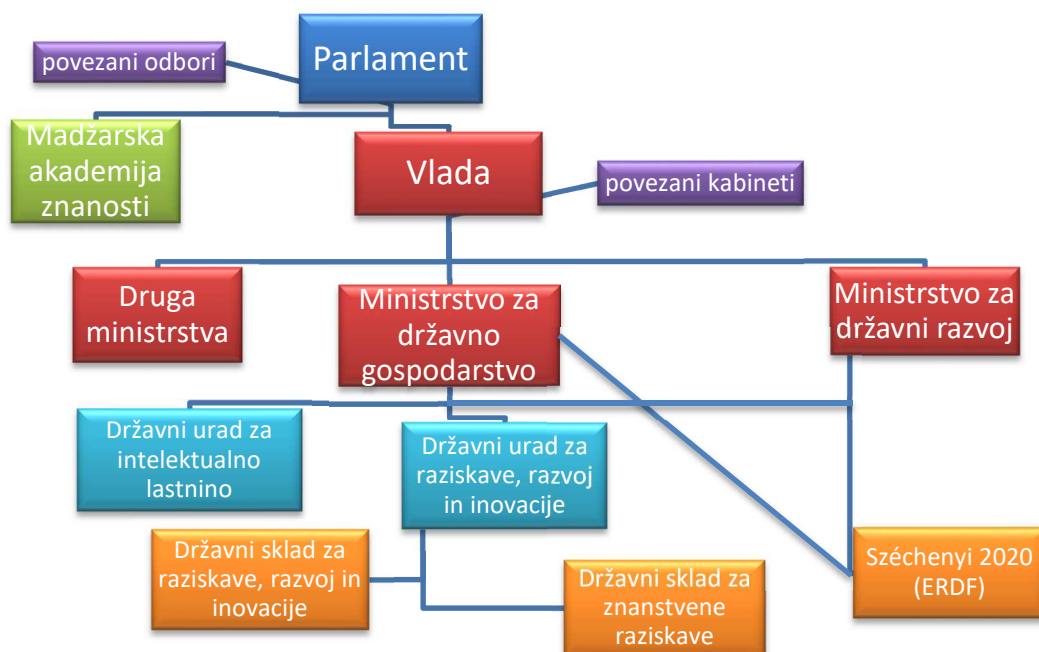 povezani odbori
Parlament
Madžarska
akademija
znanosti
Vlada
povezani kabineti
Druga
ministrstva
Ministrstvo za
državno
gospodarstvo
Ministrstvo za
državni razvoj
Državni urad za
intelektualno
lastnino
Državni urad za
raziskave, razvoj
in inovacije
Državni sklad za
raziskave, razvoj in
inovacije
Državni sklad za
znanstvene
raziskave
Széchenyi 2020
(ERDF)